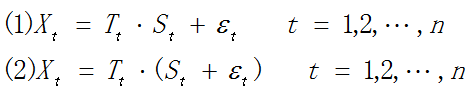 (1)Xₜ = Tₜ · Sₜ + εₜ t = 1,2,⋯,n
(2)Xₜ = Tₜ · (Sₜ + εₜ) t = 1,2,⋯,n